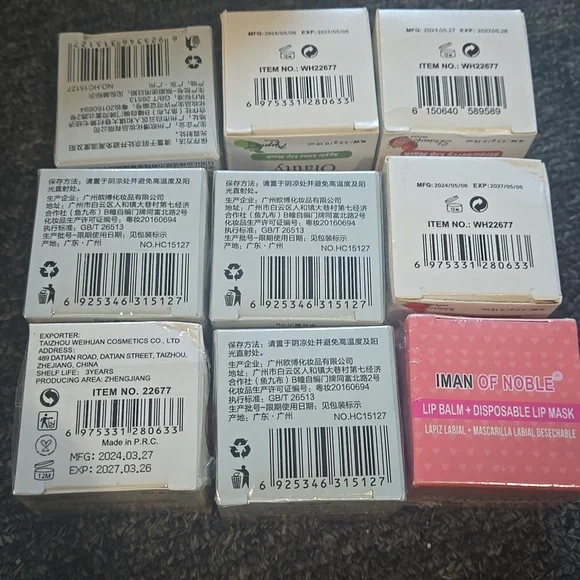 6 925346 315127
NO.HC15127
产地：广东·广州
执行标准：GB/T 26513
MFG: 2024/05/06 EXP: 2027/05/05
12M
ITEM NO.: WH22677
6 975331 280633
MFG: 2024.05.27 EXP: 2027.05.26
12M
ITEM NO.: WH22677
6 150640 589589
保存方法：请置于阴凉处并避免高温度及阳
光直射处。
生产企业：广州欧博化妆品有限公司
地址：广州市白云区人和镇大巷村第七经济
合作社（鱼九布）B幢自编门牌同富北路2号
化妆品生产许可证编号：粤妆20160694
执行标准：GB/T 26513
生产批号-限期使用日期：见包装标示
产地：广东·广州
NO.HC15127
6 925346 315127
保存方法：请置于阴凉处并避免高温度及阳
光直射处。
生产企业：广州欧博化妆品有限公司
地址：广州市白云区人和镇大巷村第七经济
合作社（鱼九布）B幢自编门牌同富北路2号
化妆品生产许可证编号：粤妆20160694
执行标准：GB/T 26513
生产批号-限期使用日期：见包装标示
产地：广东·广州
NO.HC15127
6 925346 315127
MFG: 2024/05/06 EXP: 2027/05/05
12M
ITEM NO.: WH22677
6 975331 280633
EXPORTER:
TAIZHOU WEIHUAN COSMETICS CO., LTD
ADDRESS:
489 DATIAN ROAD, DATIAN STREET, TAIZHOU,
ZHEJIANG, CHINA
SHELF LIFE: 3YEARS
PRODUCING AREA: ZHENGJIANG
ITEM NO. 22677
6 975331 280633
Made in P.R.C.
MFG: 2024.03.27
EXP: 2027.03.26
12M
保存方法：请置于阴凉处并避免高温度及阳
光直射处。
生产企业：广州欧博化妆品有限公司
地址：广州市白云区人和镇大巷村第七经济
合作社（鱼九布）B幢自编门牌同富北路2号
化妆品生产许可证编号：粤妆20160694
执行标准：GB/T 26513
生产批号-限期使用日期：见包装标示
产地：广东·广州
NO.HC15127
6 925346 315127
IMAN OF NOBLE
LIP BALM + DISPOSABLE LIP MASK
LÁPIZ LABIAL + MASCARILLA LABIAL DESECHABLE